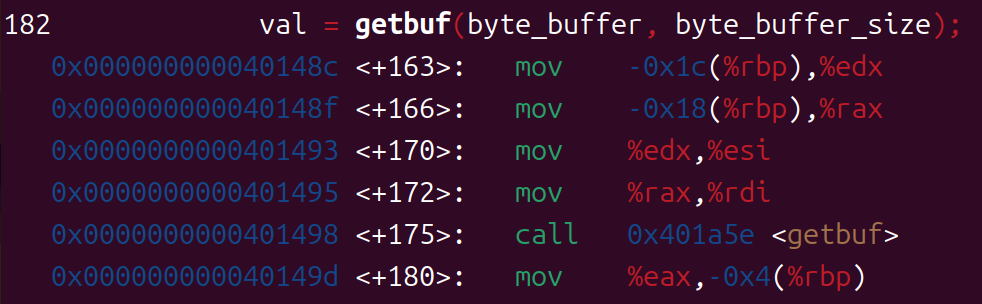 182             val = getbuf(byte_buffer, byte_buffer_size);
   0x000000000040148c <+163>:   mov    -0x1c(%rbp),%edx
   0x000000000040148f <+166>:   mov    -0x18(%rbp),%rax
   0x0000000000401493 <+170>:   mov    %edx,%esi
   0x0000000000401495 <+172>:   mov    %rax,%rdi
   0x0000000000401498 <+175>:   call   0x401a5e <getbuf>
   0x000000000040149d <+180>:   mov    %eax,-0x4(%rbp)